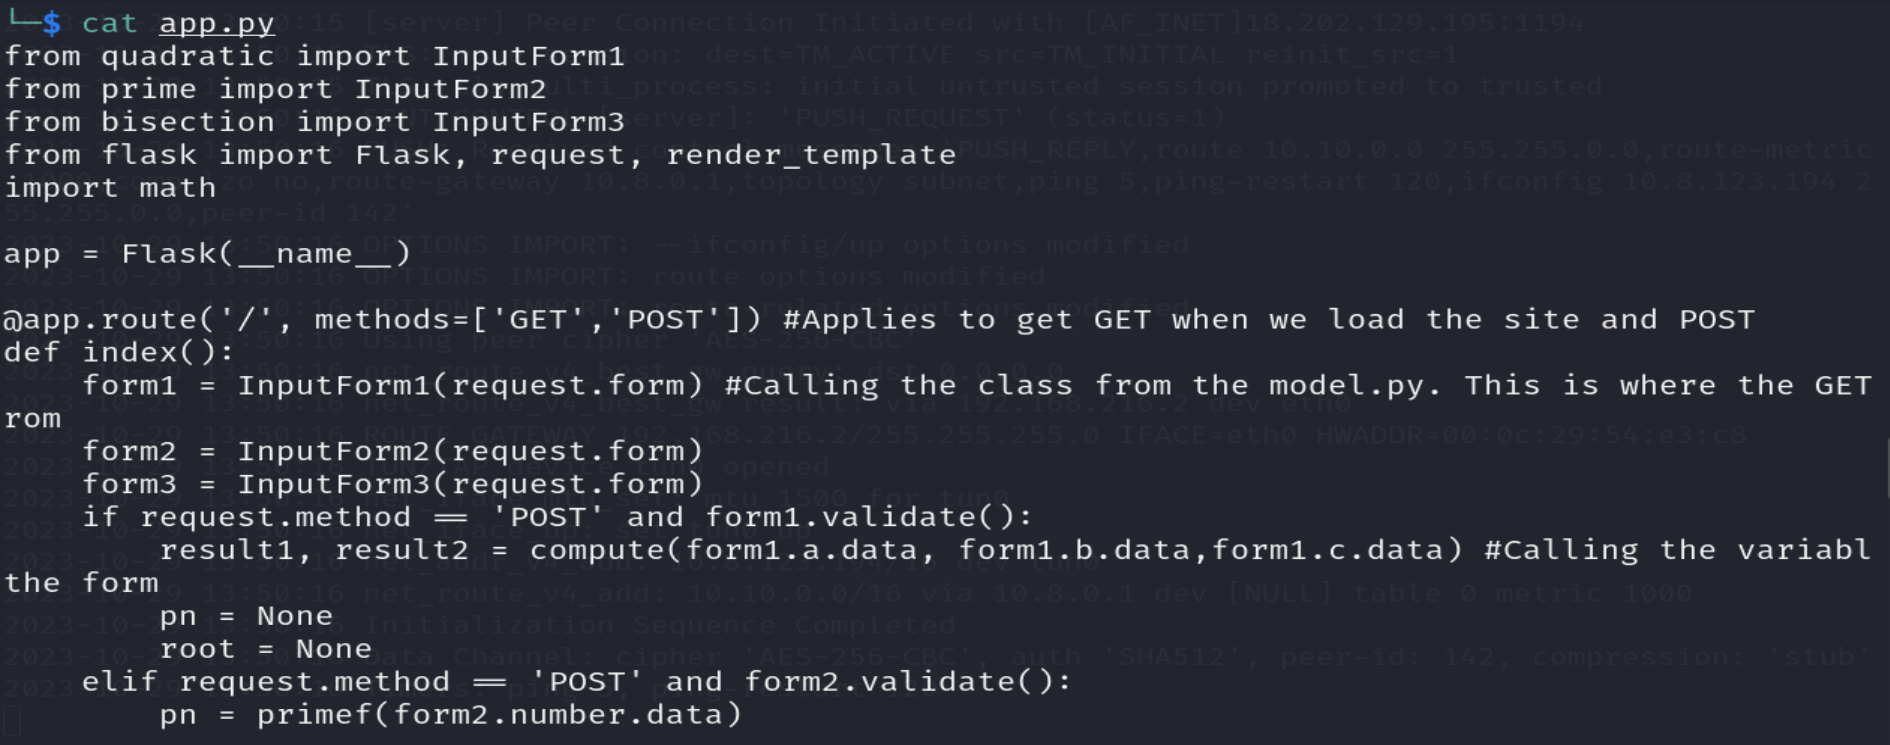 └─$ cat app.py
from quadratic import InputForm1
from prime import InputForm2
from bisection import InputForm3
from flask import Flask, request, render_template
import math

app = Flask(__name__)

@app.route('/', methods=['GET','POST']) #Applies to get GET when we load the site and POST
def index():
    form1 = InputForm1(request.form) #Calling the class from the model.py. This is where the GET
rom
    form2 = InputForm2(request.form)
    form3 = InputForm3(request.form)
    if request.method == 'POST' and form1.validate():
        result1, result2 = compute(form1.a.data, form1.b.data,form1.c.data) #Calling the variabl
the form
        pn = None
        root = None
    elif request.method == 'POST' and form2.validate():
        pn = primef(form2.number.data)